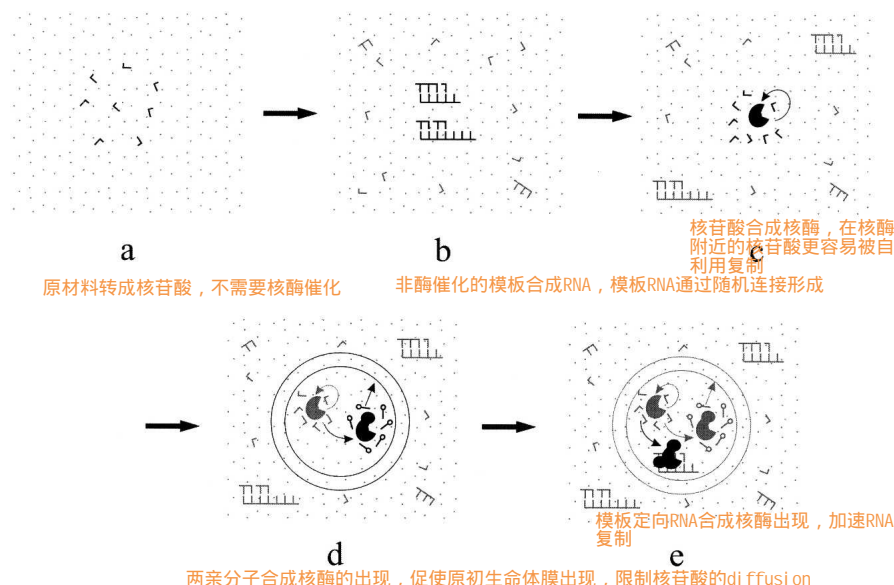 a
b
c
核苷酸合成核酶，在核酶
附近的核苷酸更容易被自
利用复制
原材料转成核苷酸，不需要核酶催化
非酶催化的模板合成RNA，模板RNA通过随机连接形成
d
e
模板定向RNA合成核酶出现，加速RNA
复制
两亲分子合成核酶的出现，促使原初生命体膜出现，限制核苷酸的diffusion